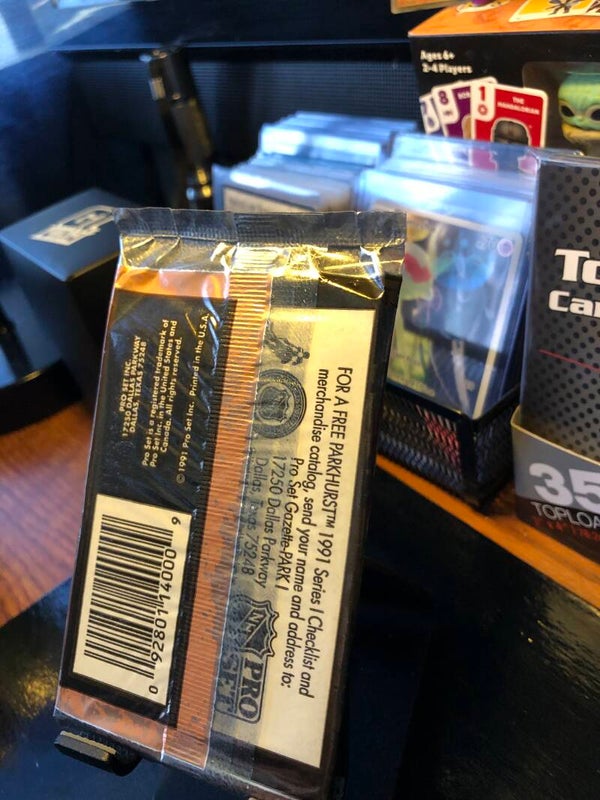 Ages 6+
2-4 Players
THE
MANDALORIAN
PRO SET INC.
17250 DALLAS PARKWAY
DALLAS, TEXAS 75248
Pro Set is a registered trademark of
Pro Set Inc. in the United States and
Canada. All rights reserved.
© 1991 Pro Set Inc. Printed in the U.S.A.
0 92801 14000 9
FOR A FREE PARKHURST™ 1991 Series I Checklist and
merchandise catalog, send your name and address to:
Pro Set Gazette-PARK I
17250 Dallas Parkway
Dallas, Texas 75248
NHL
PRO
SET
35